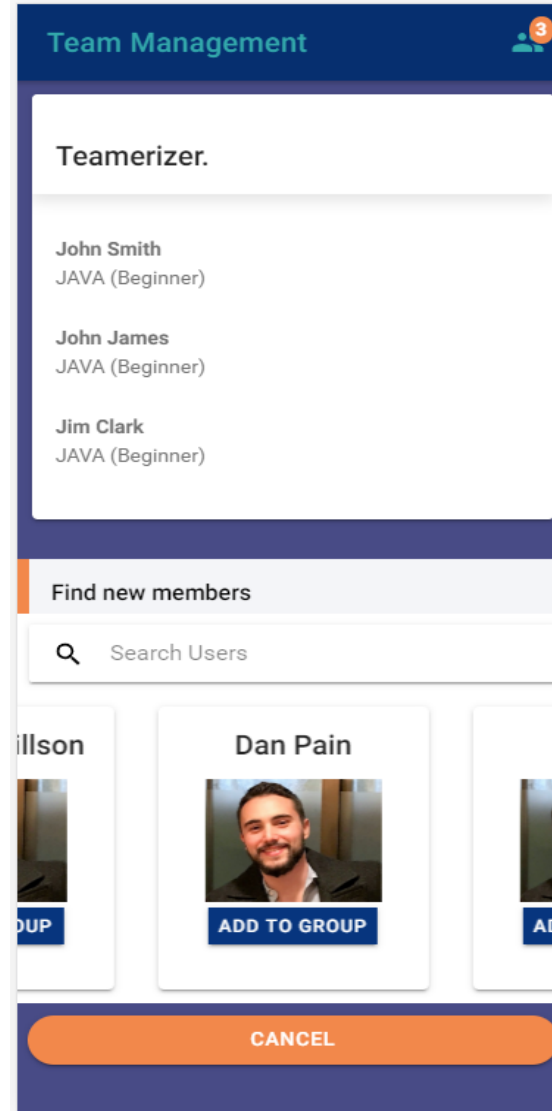 Team Management
3
Teamerizer.
John Smith
JAVA (Beginner)
John James
JAVA (Beginner)
Jim Clark
JAVA (Beginner)
Find new members
Search Users
illson
Dan Pain
OUP
ADD TO GROUP
AD
CANCEL